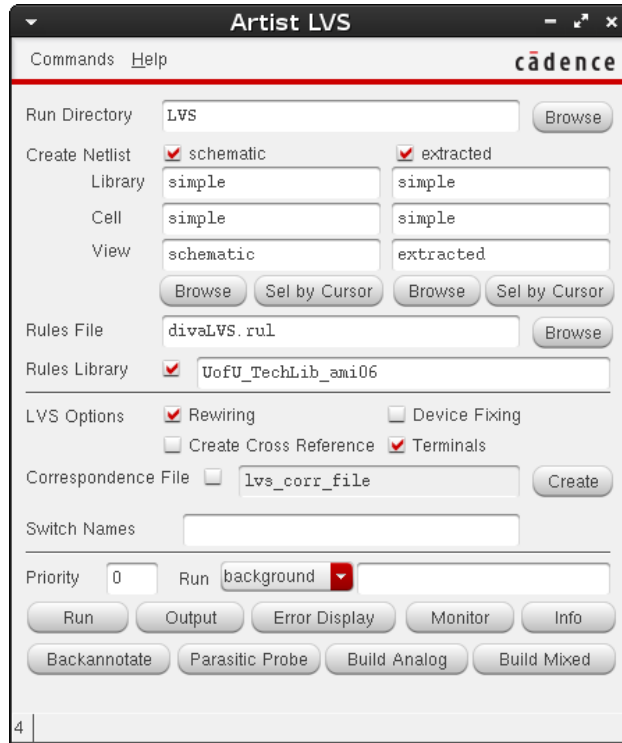 Artist LVS
Commands Help cādence
Run Directory LVS Browse
Create Netlist schematic extracted
Library simple simple
Cell simple simple
View schematic extracted
Browse Sel by Cursor Browse Sel by Cursor
Rules File divaLVS.rul Browse
Rules Library UofU_TechLib_ami06
LVS Options Rewiring Device Fixing
Create Cross Reference Terminals
Correspondence File lvs_corr_file Create
Switch Names
Priority 0 Run background
Run Output Error Display Monitor Info
Backannotate Parasitic Probe Build Analog Build Mixed
4